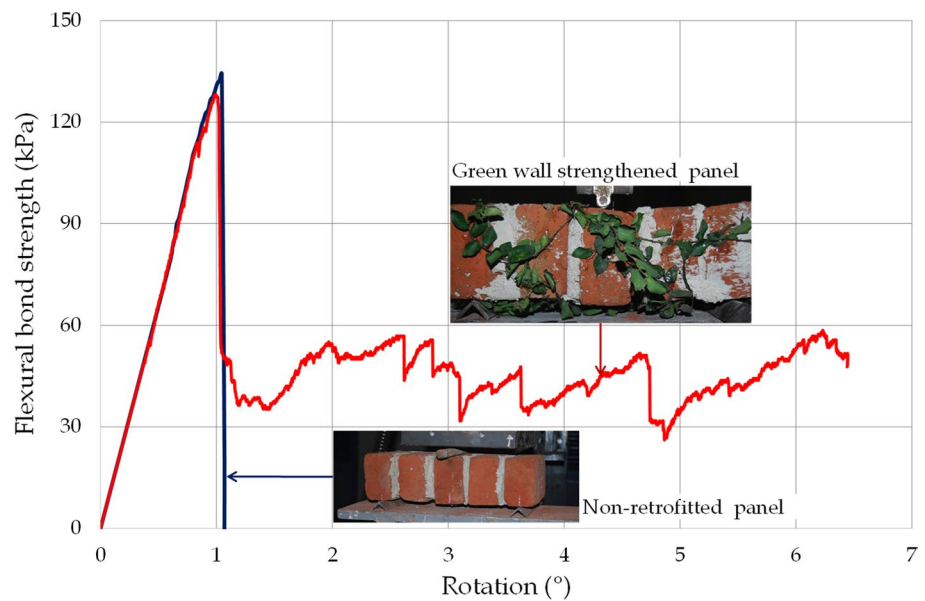 150
120
90
60
30
0
Flexural bond strength (kPa)
Green wall strengthened panel
Non-retrofitted panel
0 1 2 3 4 5 6 7
Rotation (°)